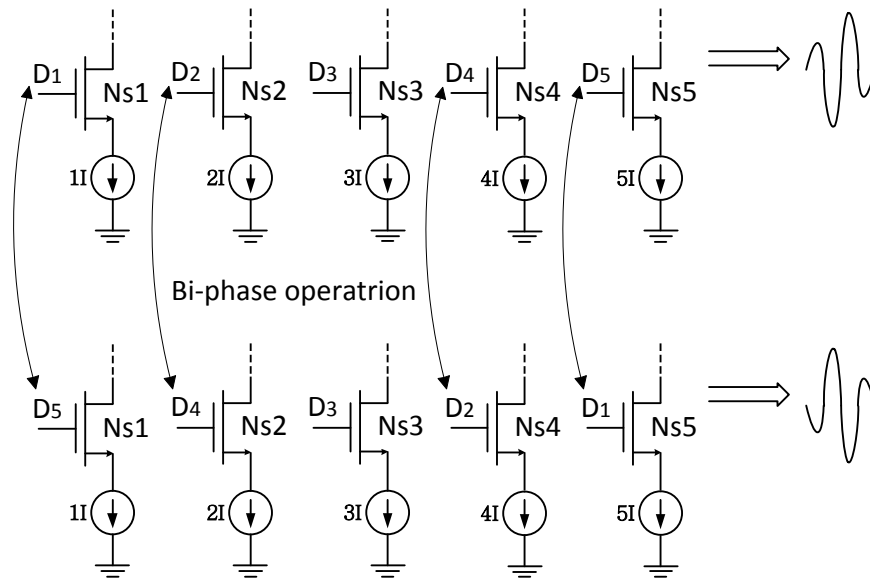 D1 D2 D3 D4 D5
Ns1 Ns2 Ns3 Ns4 Ns5
1I 2I 3I 4I 5I
Bi-phase operatrion
D5 D4 D3 D2 D1
Ns1 Ns2 Ns3 Ns4 Ns5
1I 2I 3I 4I 5I